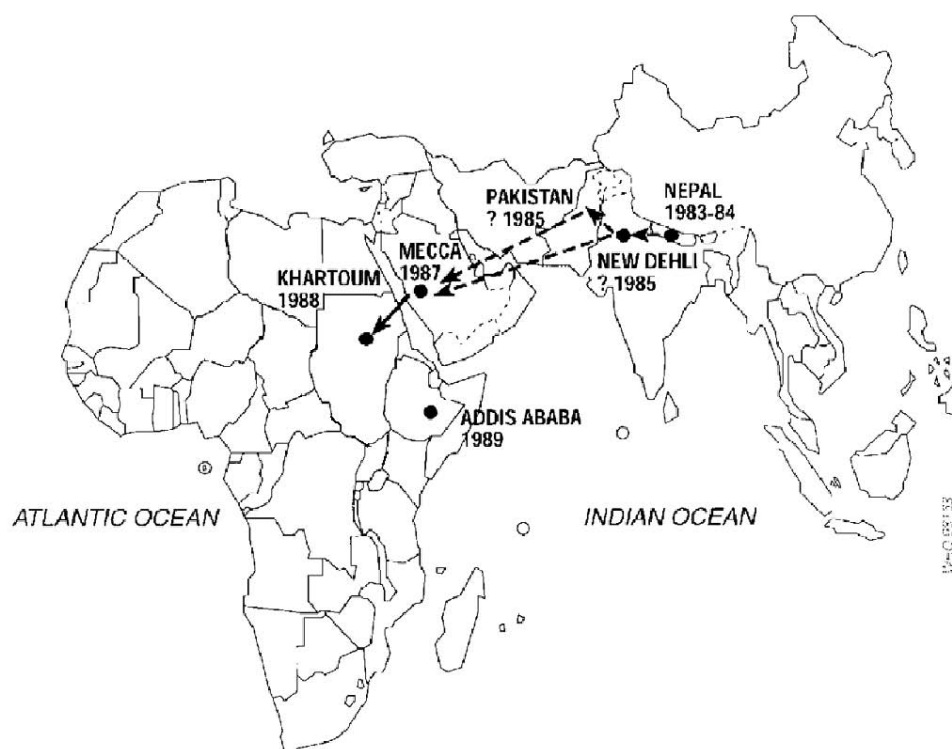 PAKISTAN
? 1985
NEPAL
1983-84
MECCA
1987
NEW DEHLI
? 1985
KHARTOUM
1988
ADDIS ABABA
1989
ATLANTIC OCEAN
INDIAN OCEAN